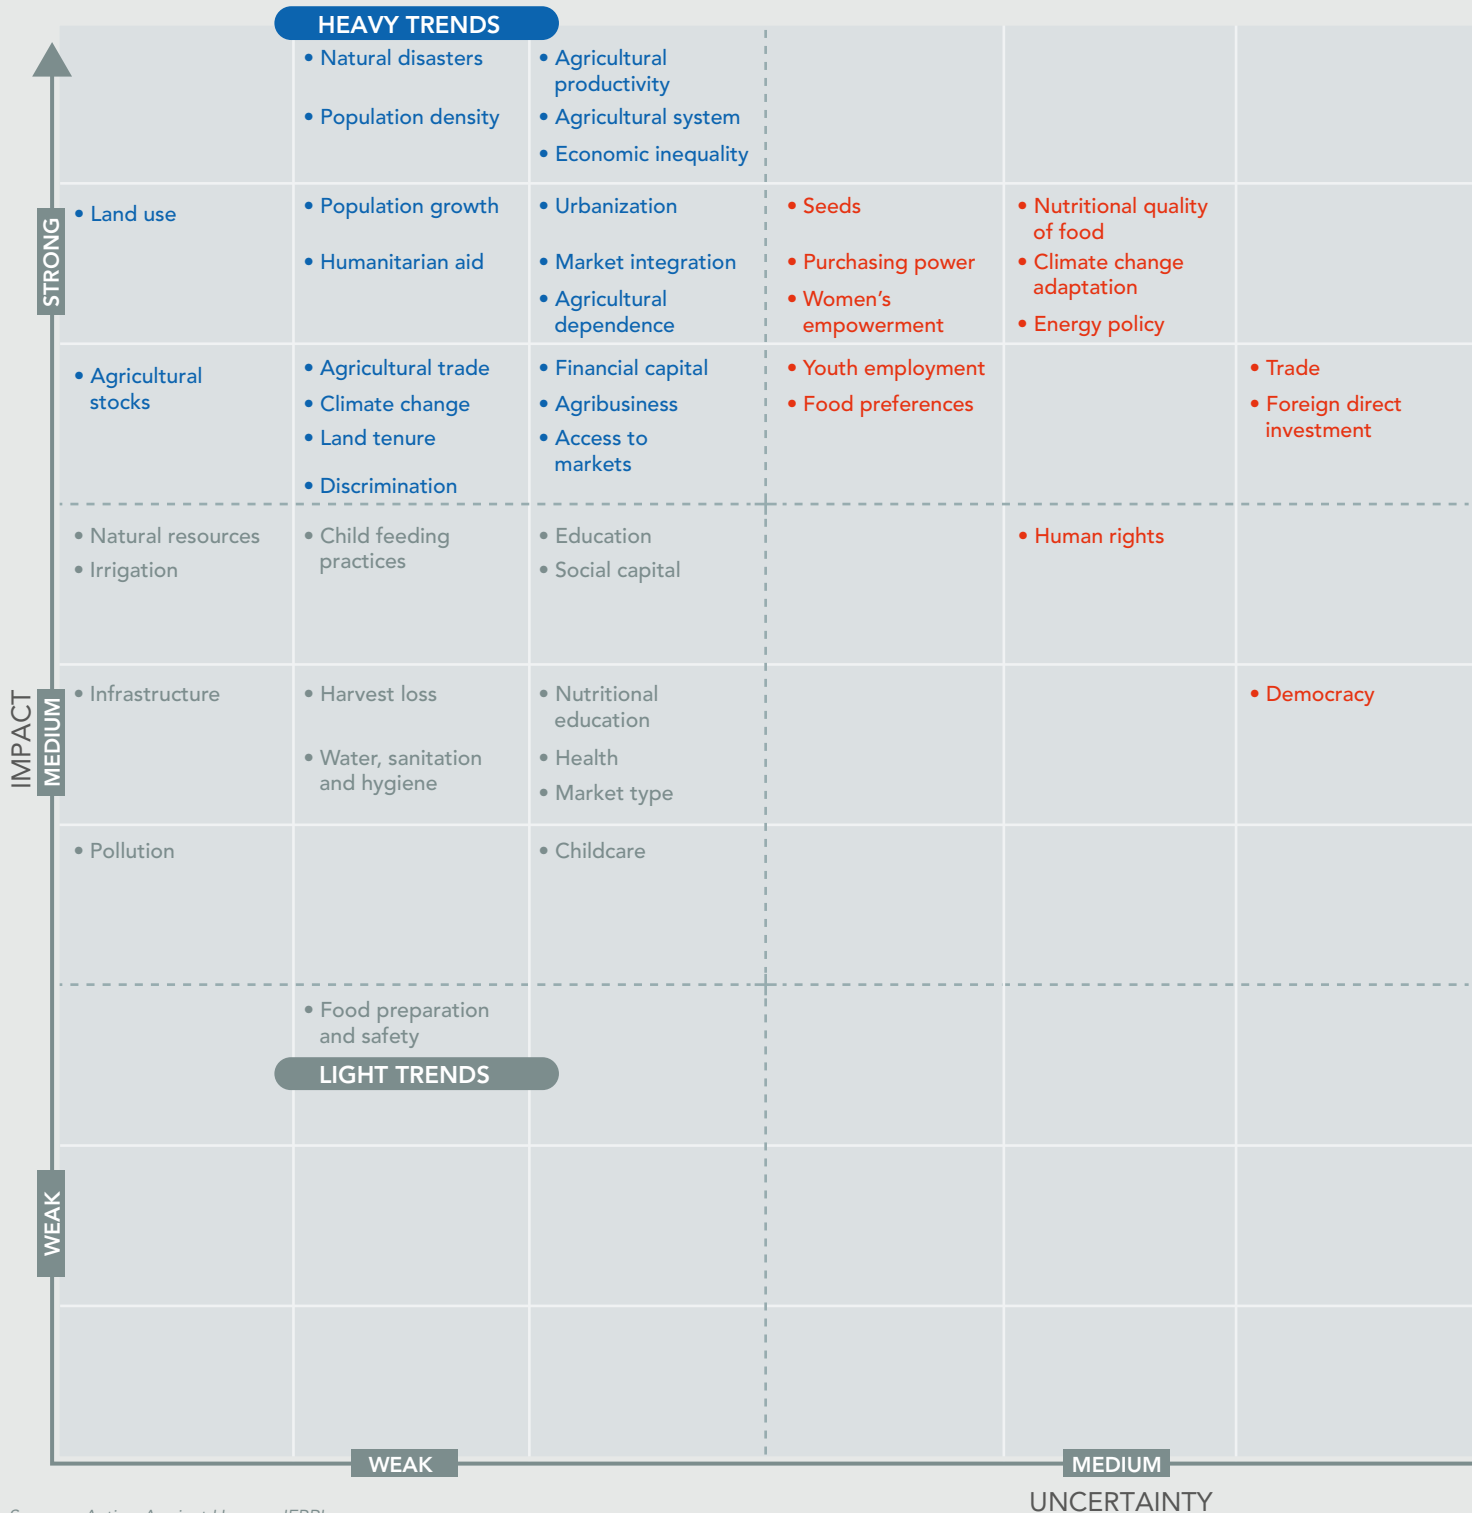 HEAVY TRENDS
• Natural disasters
• Population density
• Agricultural
productivity
• Agricultural system
• Economic inequality
STRONG
• Land use
• Population growth
• Humanitarian aid
• Urbanization
• Market integration
• Agricultural
dependence
• Seeds
• Purchasing power
• Women’s
empowerment
• Nutritional quality
of food
• Climate change
adaptation
• Energy policy
• Agricultural
stocks
• Agricultural trade
• Climate change
• Land tenure
• Discrimination
• Financial capital
• Agribusiness
• Access to
markets
• Youth employment
• Food preferences
• Trade
• Foreign direct
investment
• Natural resources
• Irrigation
• Child feeding
practices
• Education
• Social capital
• Human rights
IMPACT
MEDIUM
• Infrastructure
• Harvest loss
• Water, sanitation
and hygiene
• Nutritional
education
• Health
• Market type
• Democracy
• Pollution
• Childcare
• Food preparation
and safety
LIGHT TRENDS
WEAK
WEAK
MEDIUM
UNCERTAINTY